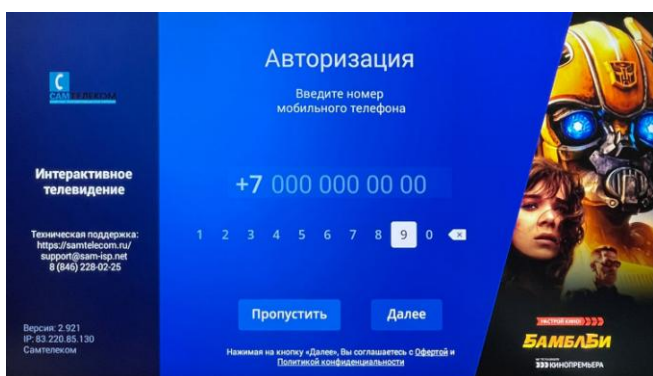 САМТЕЛЕКОМ
Интерактивное
телевидение
Техническая поддержка:
https://samtelecom.ru/
support@sam-isp.net
8 (846) 228-02-25
Версия: 2.921
IP: 83.220.85.130
Самтелеком
Авторизация
Введите номер
мобильного телефона
+7 000 000 00 00
1 2 3 4 5 6 7 8 9 0
Пропустить Далее
Нажимая на кнопку «Далее», Вы соглашаетесь с Офертой и
Политикой конфиденциальности
НАСТРОЙ КИНО!
БАМБЛБИ
КИНОПРЕМЬЕРА